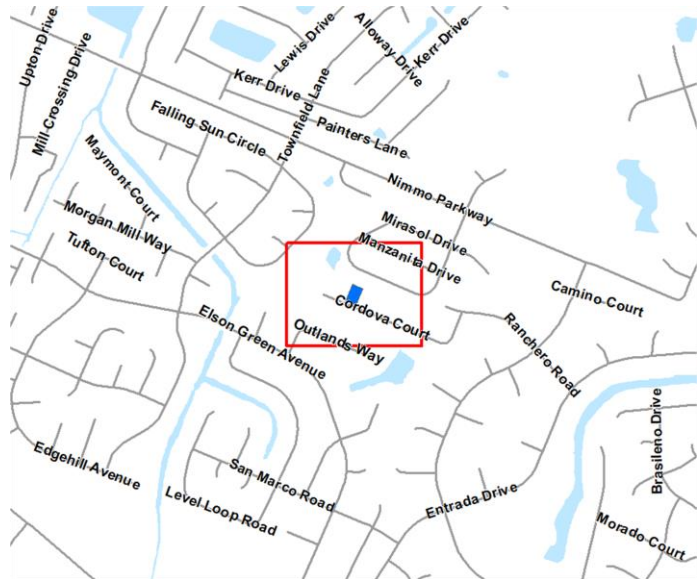 Upton Drive
Mill Crossing Drive
Lewis Drive
Alloway Drive
Kerr Drive
Kerr Drive
Townfield Lane
Falling Sun Circle
Painters Lane
Maymont Court
Nimmo Parkway
Morgan Mill Way
Tufton Court
Mirasol Drive
Manzanita Drive
Camino Court
Cordova Court
Elson Green Avenue
Outlands Way
Ranchero Road
Brasileno Drive
Edgehill Avenue
San Marco Road
Level Loop Road
Entrada Drive
Morado Court